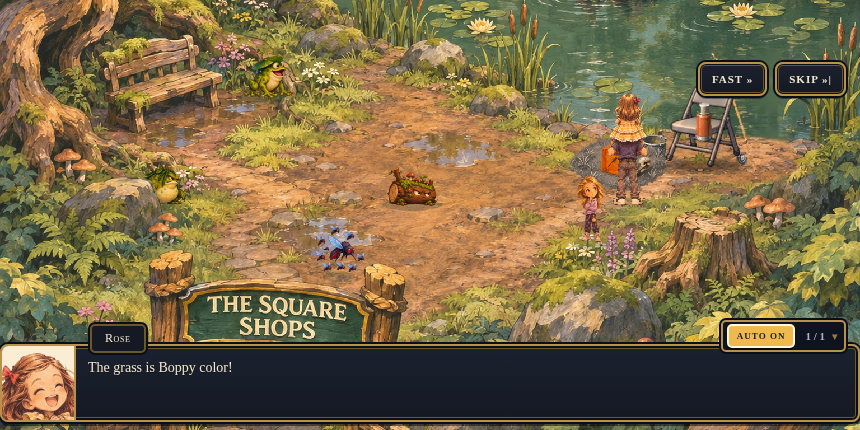 FAST »
SKIP »|
THE SQUARE
SHOPS
Rose
AUTO ON
1 / 1 ▼
The grass is Boppy color!